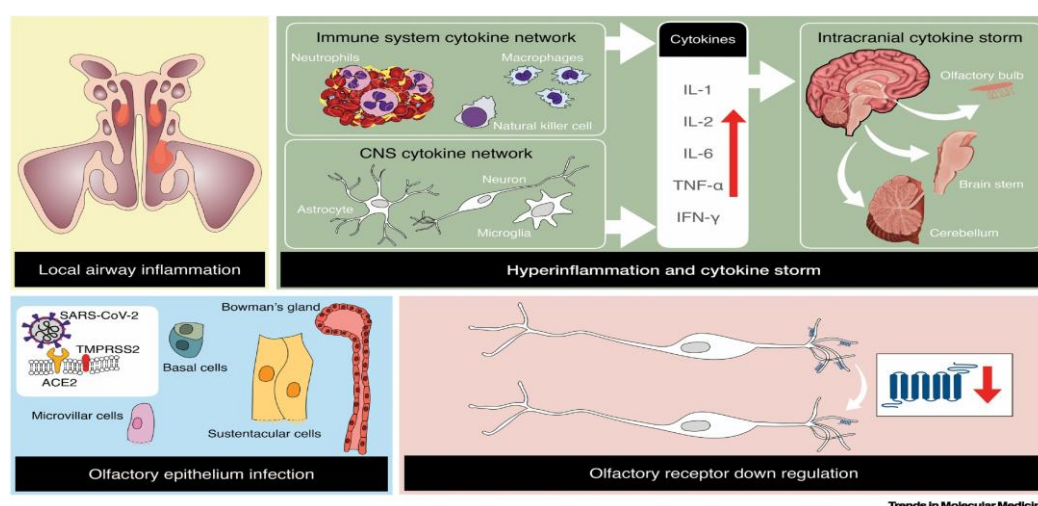 Local airway inflammation
Immune system cytokine network
Neutrophils
Macrophages
Natural killer cell
CNS cytokine network
Neuron
Astrocyte
Microglia
Cytokines
IL-1
IL-2
IL-6
TNF-α
IFN-γ
Intracranial cytokine storm
Olfactory bulb
Brain stem
Cerebellum
Hyperinflammation and cytokine storm
SARS-CoV-2
TMPRSS2
ACE2
Basal cells
Bowman's gland
Microvillar cells
Sustentacular cells
Olfactory epithelium infection
Olfactory receptor down regulation
Trends in Molecular